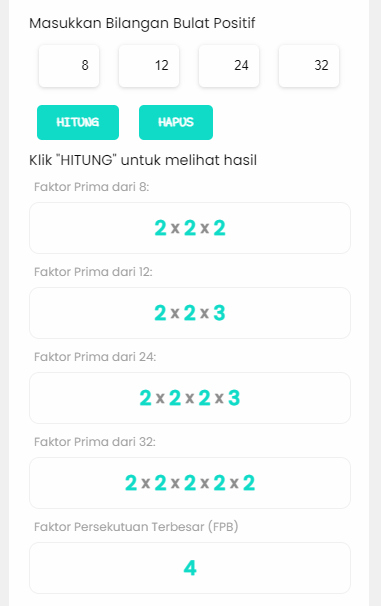 Masukkan Bilangan Bulat Positif
8 12 24 32
HITUNG HAPUS
Klik "HITUNG" untuk melihat hasil
Faktor Prima dari 8:
2 x 2 x 2
Faktor Prima dari 12:
2 x 2 x 3
Faktor Prima dari 24:
2 x 2 x 2 x 3
Faktor Prima dari 32:
2 x 2 x 2 x 2 x 2
Faktor Persekutuan Terbesar (FPB)
4